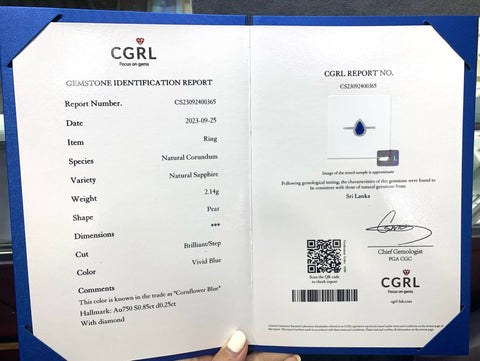 CGRL
Focus on gems
GEMSTONE IDENTIFICATION REPORT
Report Number: CS23092400365
Date 2023-09-25
Item Ring
Species Natural Corundum
Variety Natural Sapphire
Weight 2.14g
Shape Pear
Dimensions ***
Cut Brilliant/Step
Color Vivid Blue
Comments
This color is known in the trade as "Cornflower Blue"
Hallmark: Au750 S0.85ct d0.25ct
With diamond
CGRL REPORT NO.
CS23092400365
Image of the tested sample is approximate
Following gemological testing, the characteristics of this gemstone were found to
be consistent with those of natural gemstone from:
Sri Lanka
Chief Gemologist
FGA CGC
Scan the QR code
to check report
CGRL
Focus on gems
cgrl-lab.com